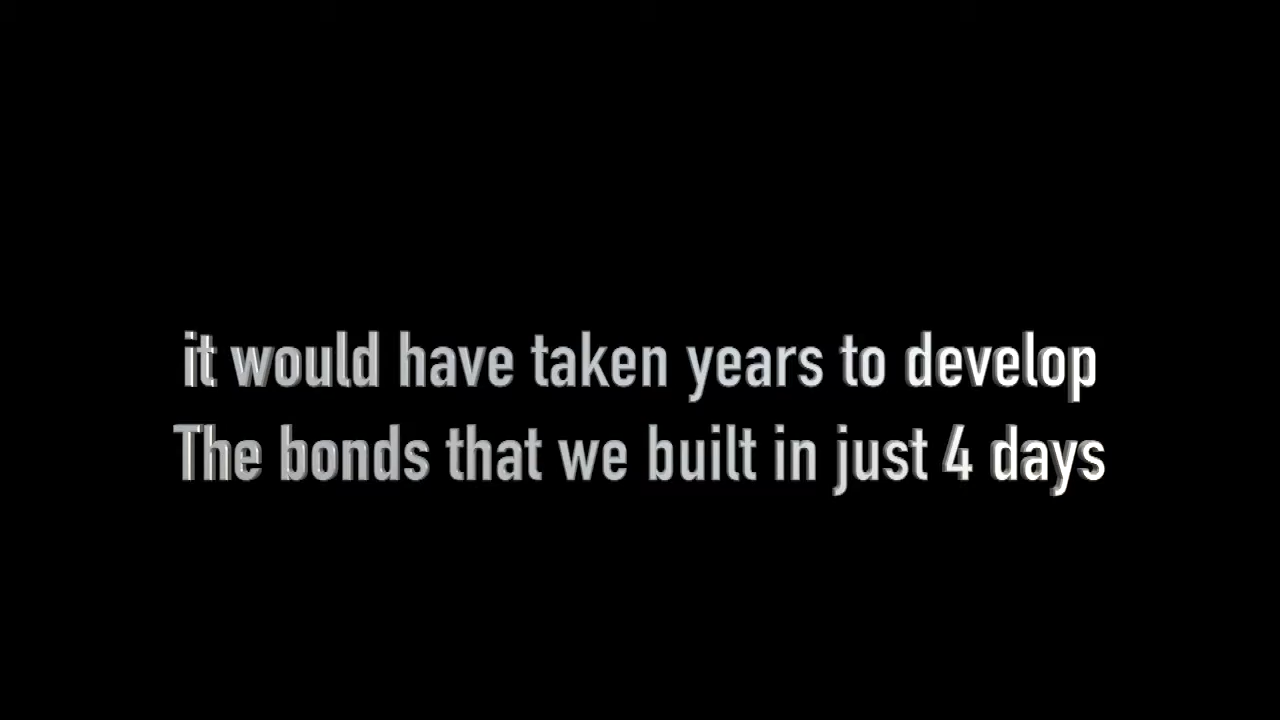 it would have taken years to develop
The bonds that we built in just 4 days